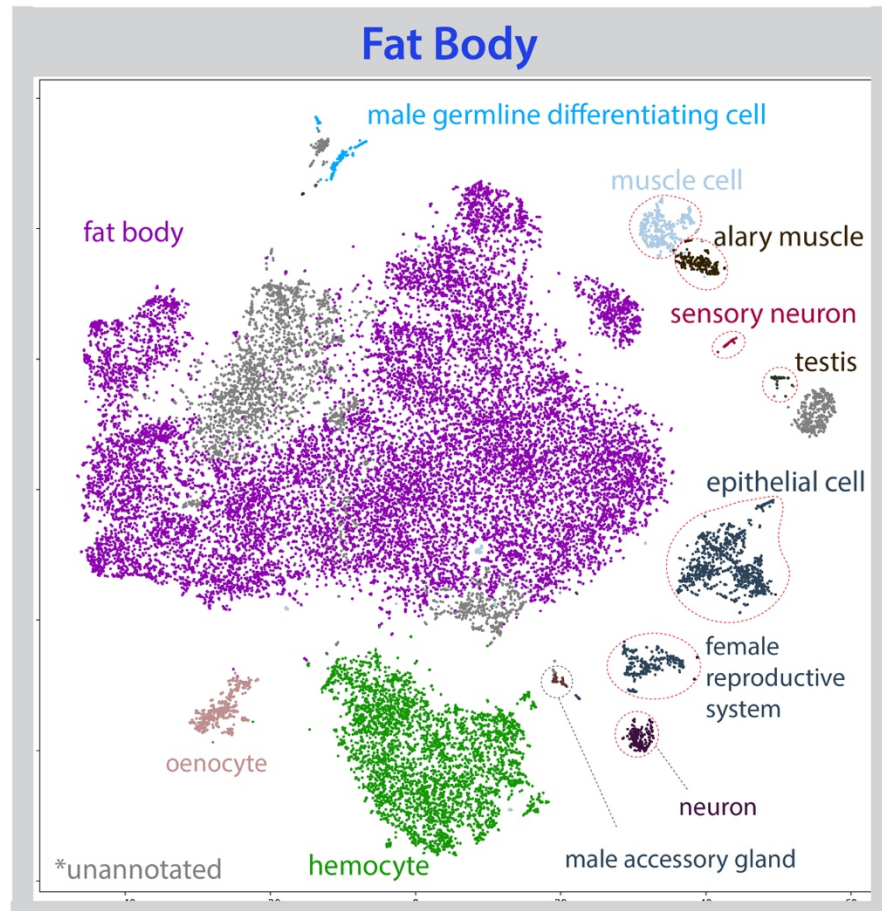 Fat Body
male germline differentiating cell
muscle cell
fat body
alary muscle
sensory neuron
testis
epithelial cell
female
reproductive
system
oenocyte
neuron
*unannotated
hemocyte
male accessory gland